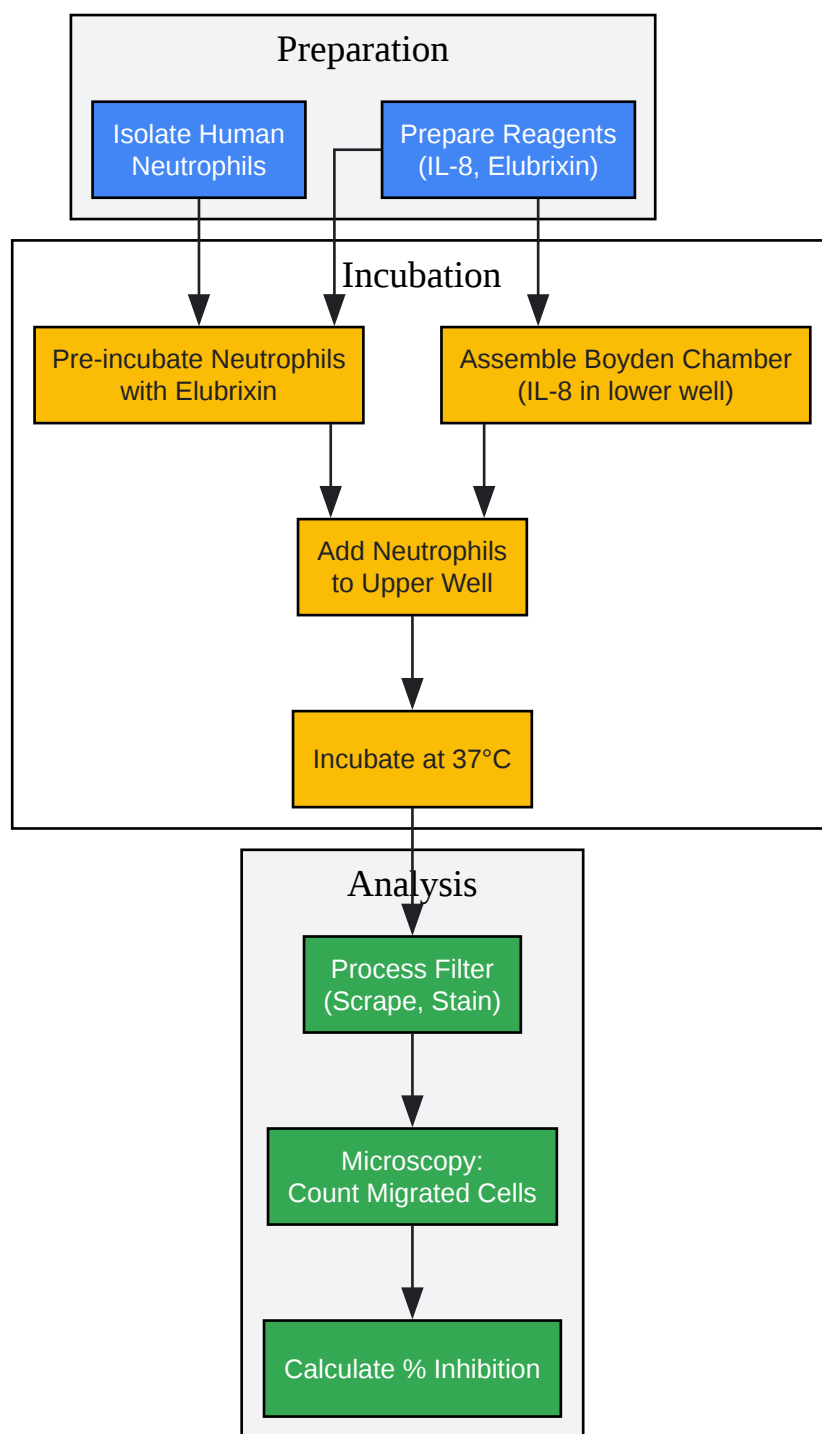 Preparation
Isolate Human
Neutrophils
Prepare Reagents
(IL-8, Elubrixin)
Incubation
Pre-incubate Neutrophils
with Elubrixin
Assemble Boyden Chamber
(IL-8 in lower well)
Add Neutrophils
to Upper Well
Incubate at 37°C
Analysis
Process Filter
(Scrape, Stain)
Microscopy:
Count Migrated Cells
Calculate % Inhibition